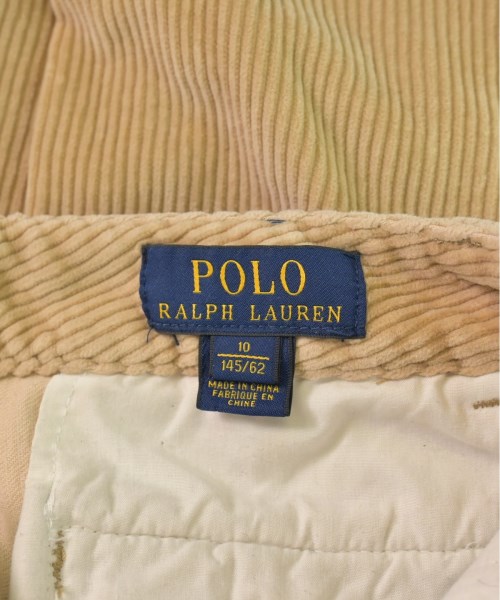 POLO
RALPH LAUREN
10
145/62
MADE IN CHINA
FABRIQUE EN
CHINE